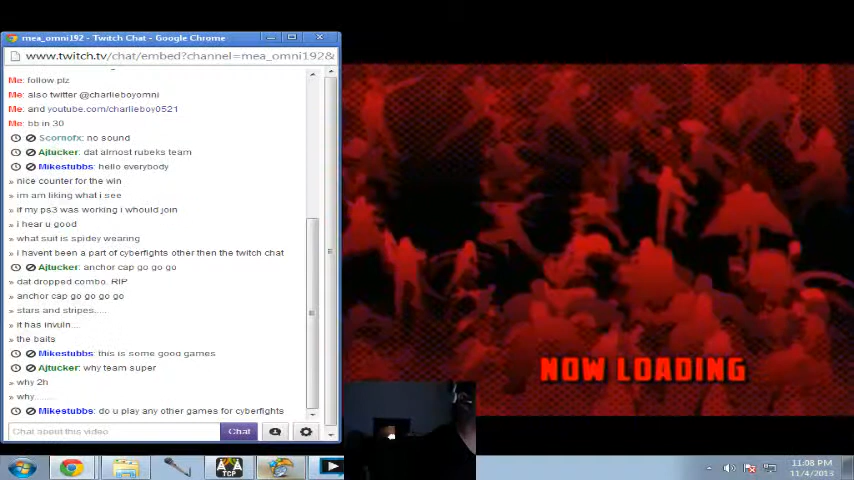 mea_omni192 - Twitch Chat - Google Chrome
www.twitch.tv/chat/embed?channel=mea_omni192&
Me: follow plz
Me: also twitter @charlieboyomni
Me: and youtube.com/charlieboy0521
Me: bb in 30
Scornofx: no sound
Ajtucker: dat almost rubeks team
Mikestubbs: hello everybody
» nice counter for the win
» im am liking what i see
» if my ps3 was working i whould join
» i hear u good
» what suit is spidey wearing
» i havent been a part of cyberfights other then the twitch chat
Ajtucker: anchor cap go go go
» dat dropped combo. RIP
» anchor cap go go go go
» stars and stripes.....
» it has invuln....
» the baits
Mikestubbs: this is some good games
Ajtucker: why team super
» why 2h
» why........
Mikestubbs: do u play any other games for cyberfights
Chat about this video
Chat
NOW LOADING
TCP
11:08 PM
11/4/2013